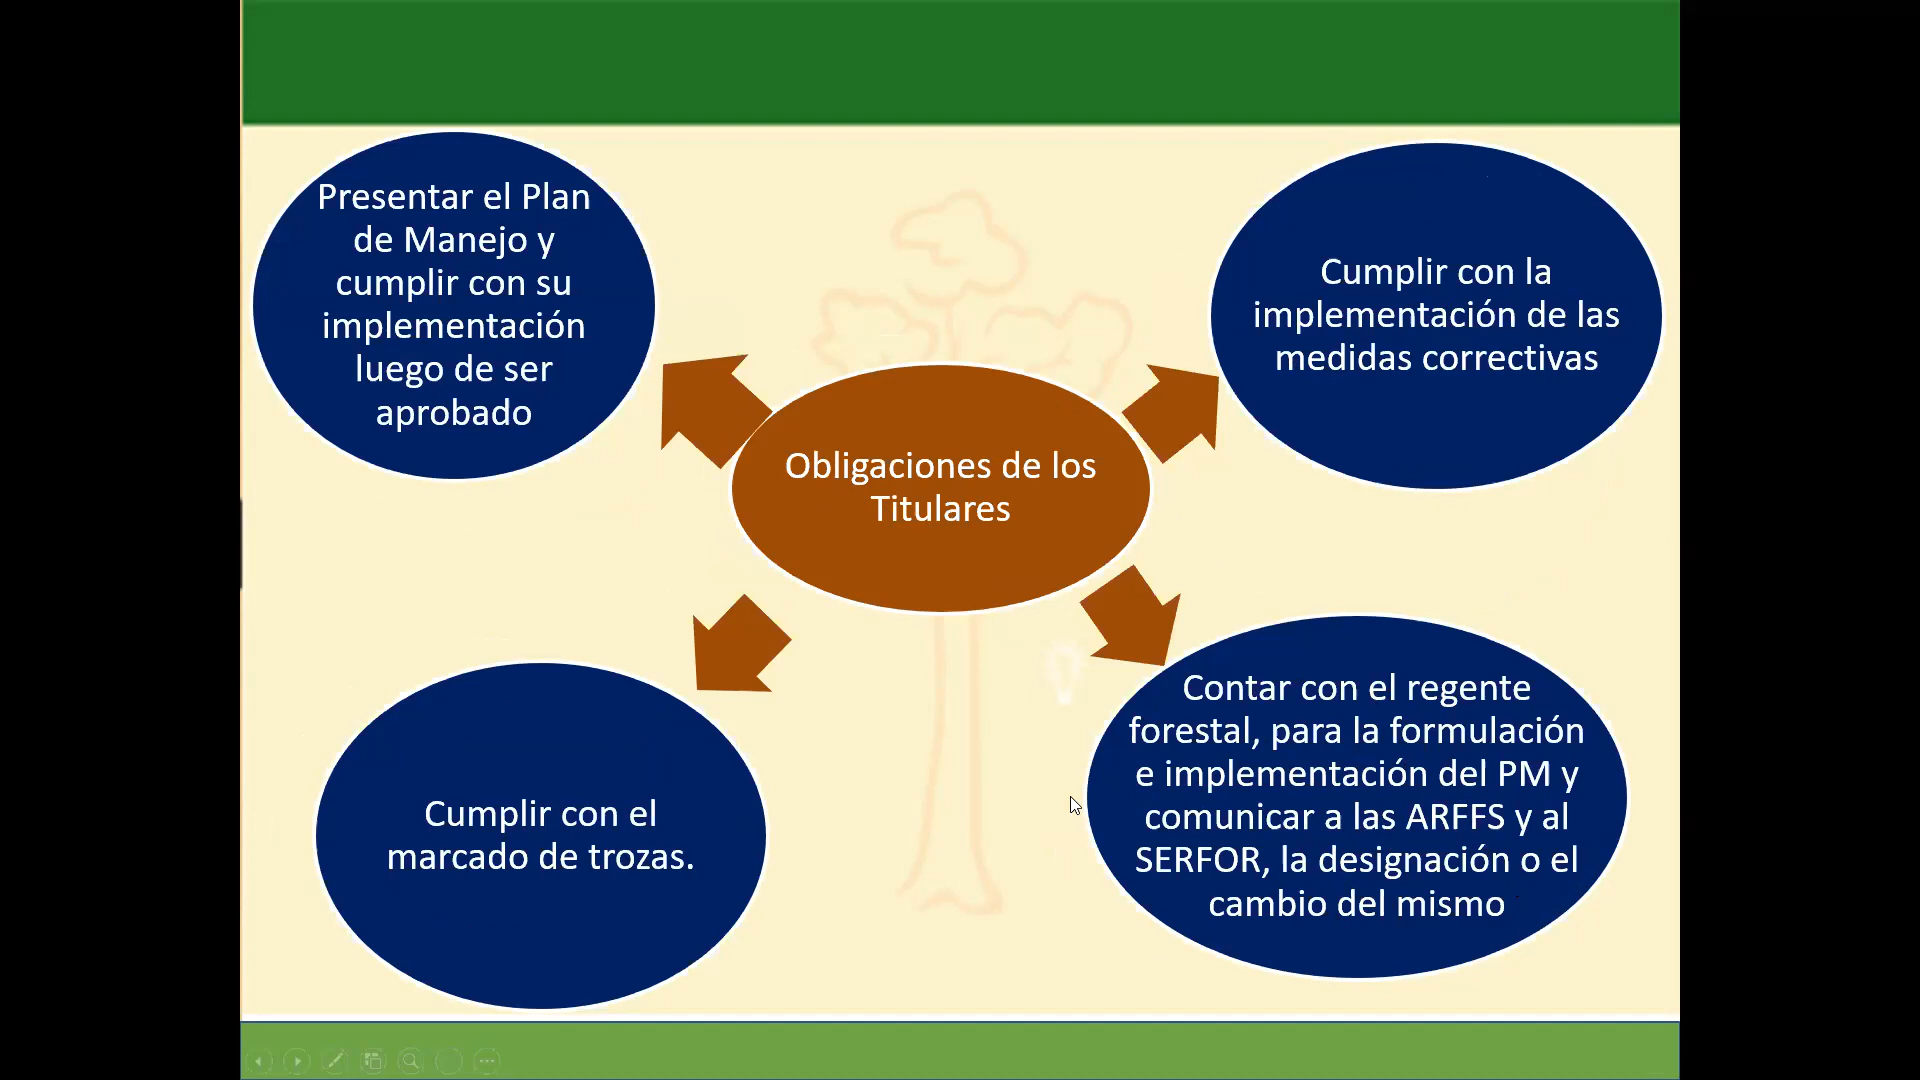 Presentar el Plan
de Manejo y
cumplir con su
implementación
luego de ser
aprobado
Cumplir con la
implementación de las
medidas correctivas
Obligaciones de los
Titulares
Cumplir con el
marcado de trozas.
Contar con el regente
forestal, para la formulación
e implementación del PM y
comunicar a las ARFFS y al
SERFOR, la designación o el
cambio del mismo